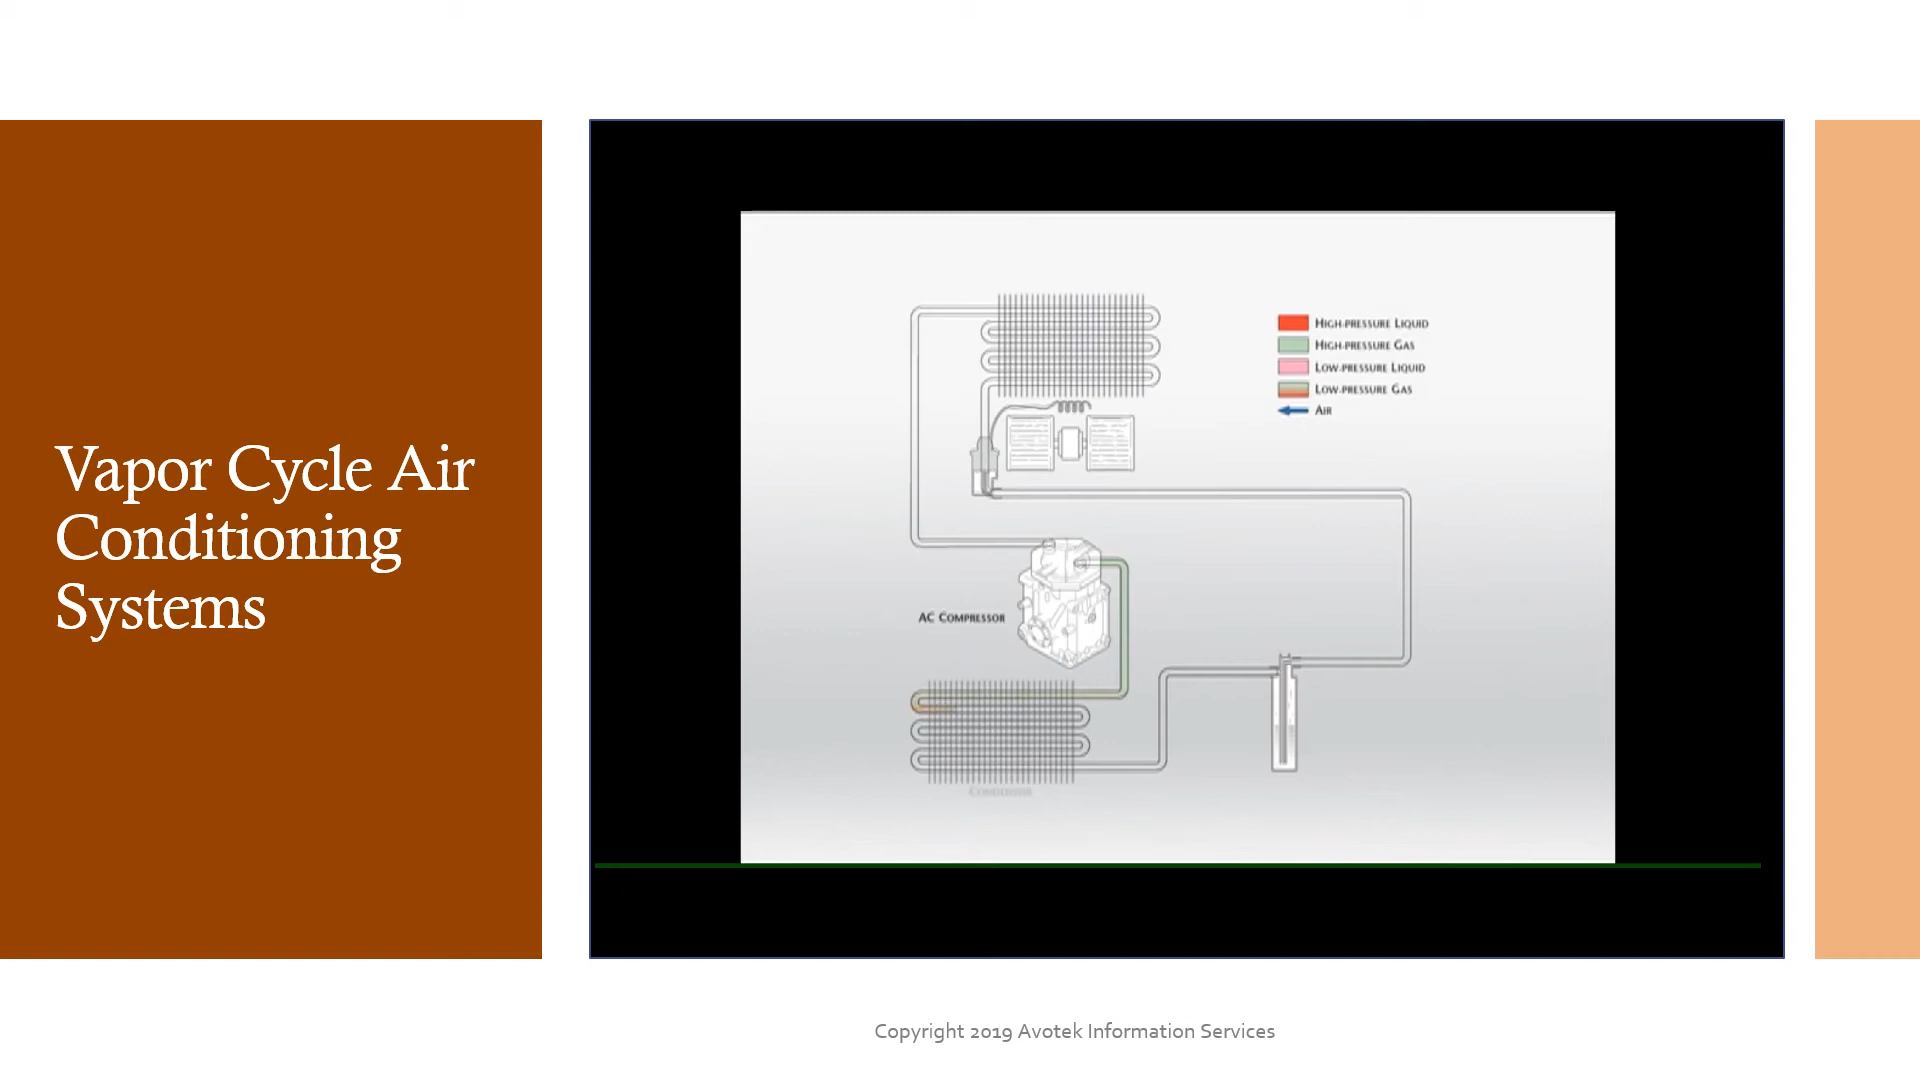 Vapor Cycle Air
Conditioning
Systems
High-pressure Liquid
High-pressure Gas
Low-pressure Liquid
Low-pressure Gas
Air
AC Compressor
Condenser
Copyright 2019 Avotek Information Services